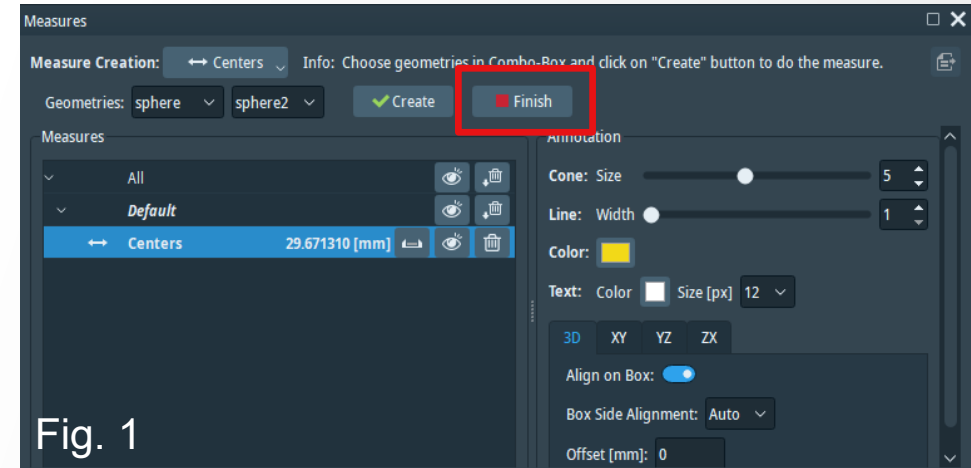 Measures
Measure Creation: Centers Info: Choose geometries in Combo-Box and click on "Create" button to do the measure.
Geometries: sphere sphere2 Create Finish
Measures
Annotation
All
Default
Centers 29.671310 [mm]
Cone: Size 5
Line: Width 1
Color:
Text: Color Size [px] 12
3D XY YZ ZX
Align on Box:
Box Side Alignment: Auto
Offset [mm]: 0
Fig. 1